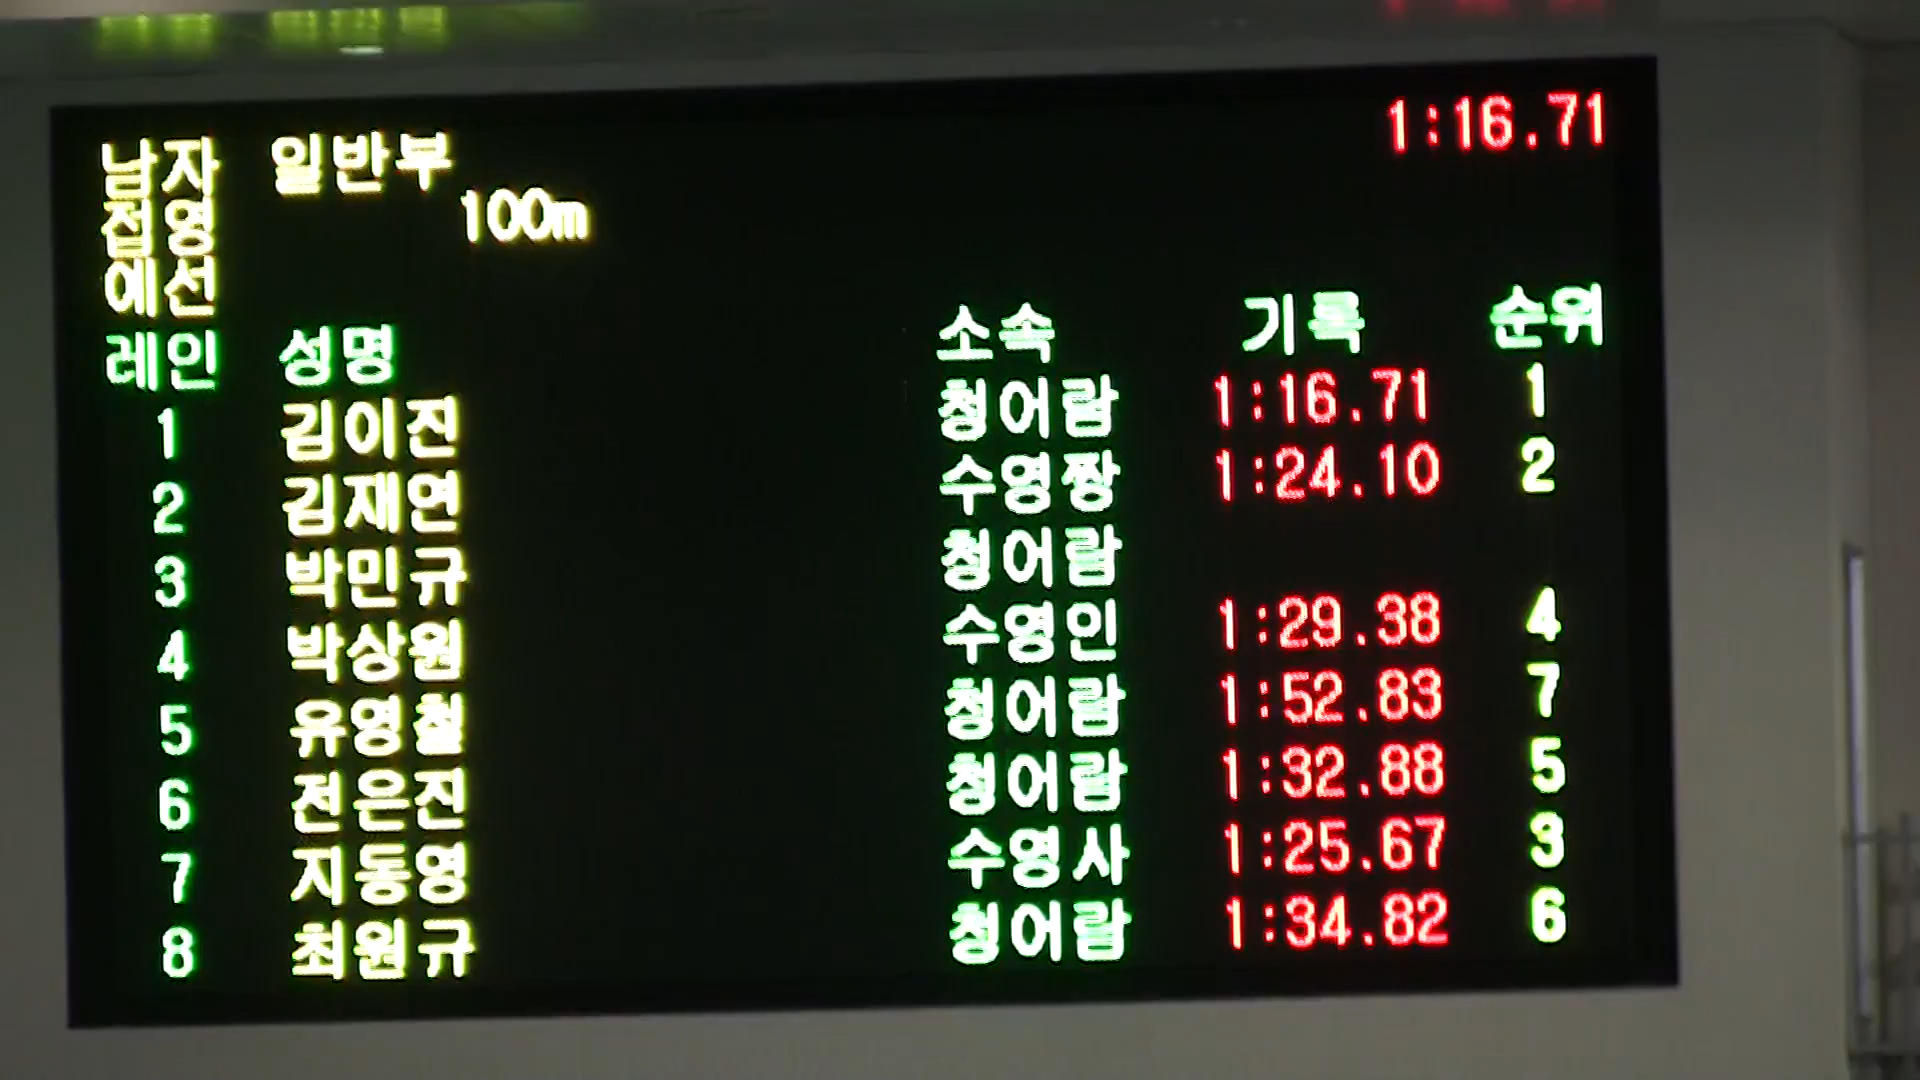 1:16.71
남자 일반부
접영 100m
예선
레인 성명 소속 기록 순위
1 김이진 청어람 1:16.71 1
2 김재연 수영짱 1:24.10 2
3 박민규 청어람
4 박상원 수영인 1:29.38 4
5 유영철 청어람 1:52.83 7
6 전은진 청어람 1:32.88 5
7 지동영 수영사 1:25.67 3
8 최원규 청어람 1:34.82 6